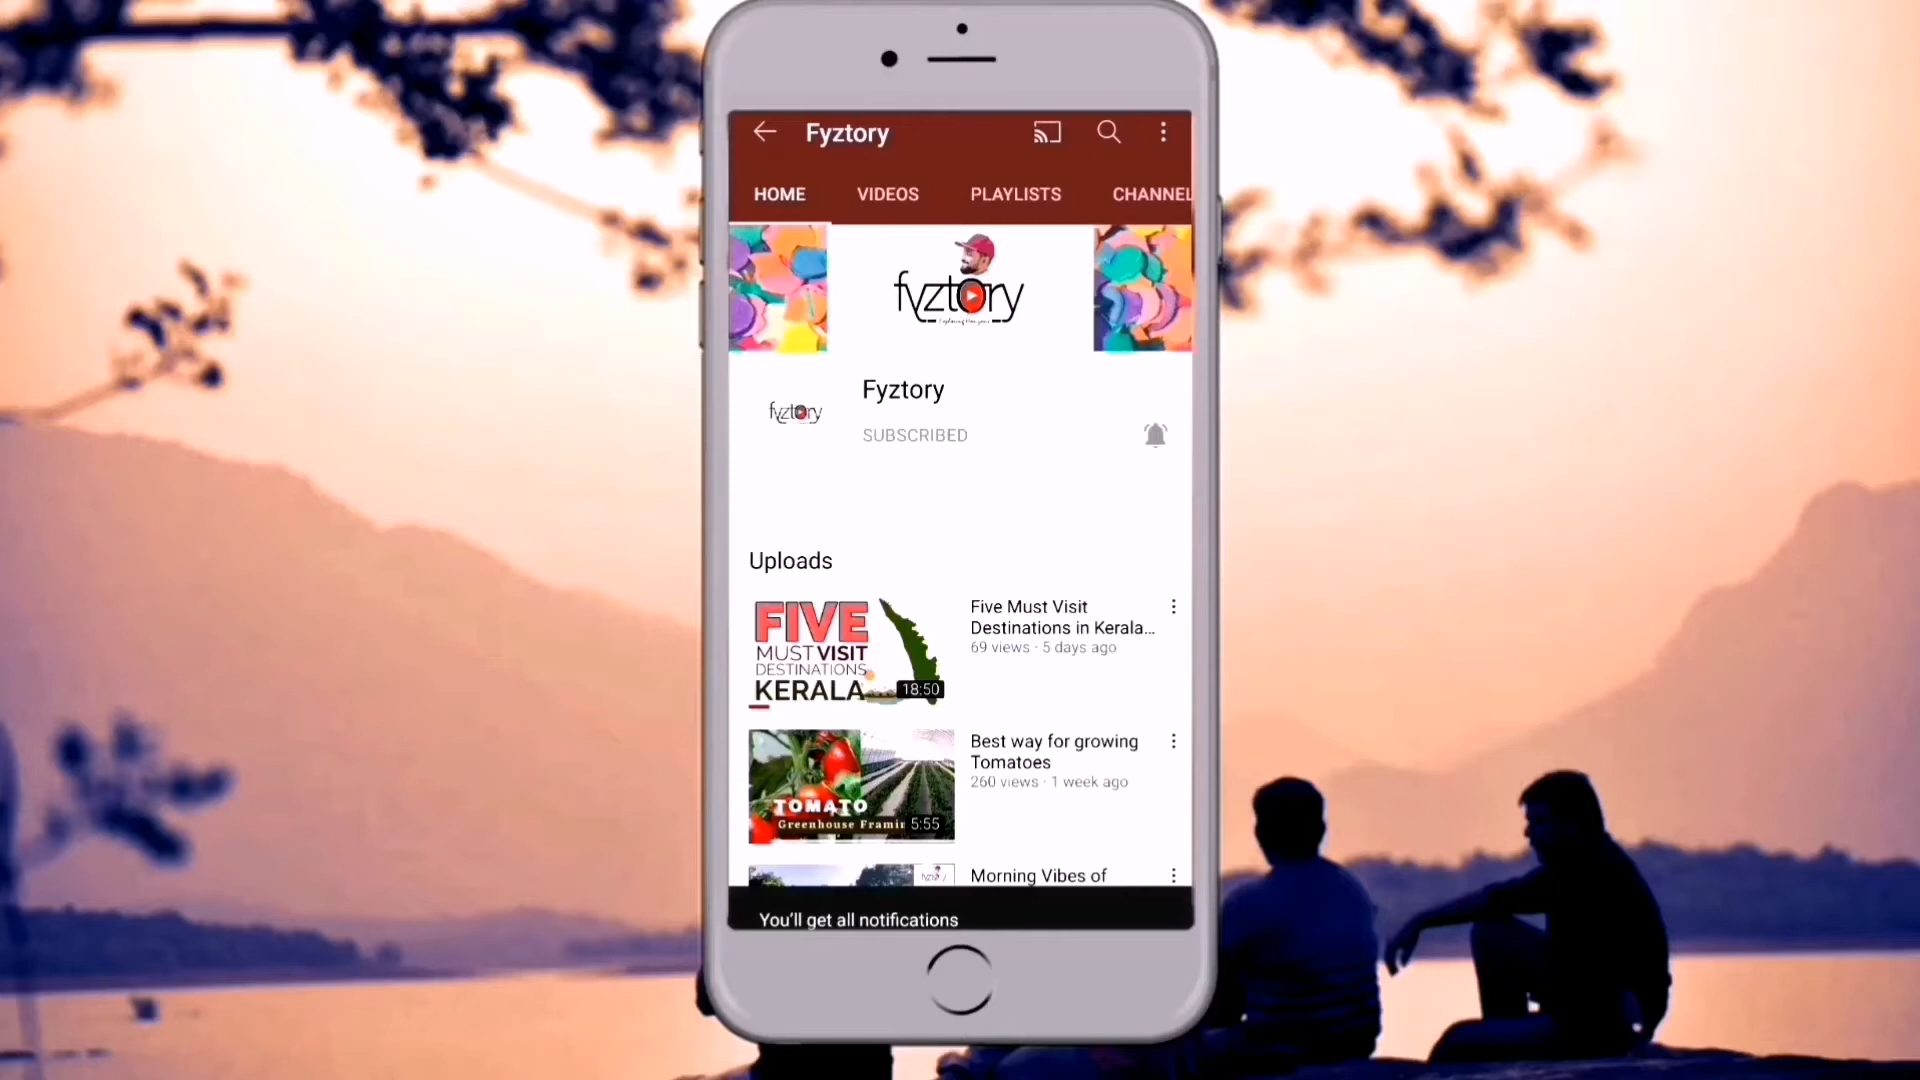 Fyztory
HOME VIDEOS PLAYLISTS CHANNEL
fyztory
Fyztory
fyztory
SUBSCRIBED
Uploads
FIVE
MUST VISIT
DESTINATIONS
KERALA
18:50
Five Must Visit
Destinations in Kerala...
69 views · 5 days ago
TOMATO
Greenhouse Framin
5:55
Best way for growing
Tomatoes
260 views · 1 week ago
Morning Vibes of
You'll get all notifications